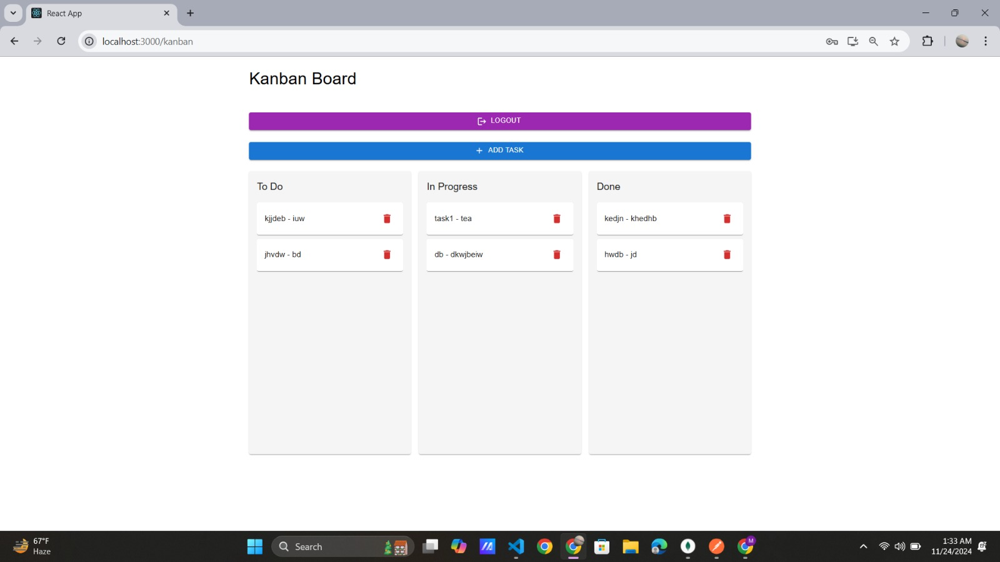 React App
localhost:3000/kanban
Kanban Board
LOGOUT
ADD TASK
To Do
kjjdeb - iuw
jhvdw - bd
In Progress
task1 - tea
db - dkwjbeiw
Done
kedjn - khedhb
hwdb - jd
67°F
Haze
Search
M
1:33 AM
11/24/2024